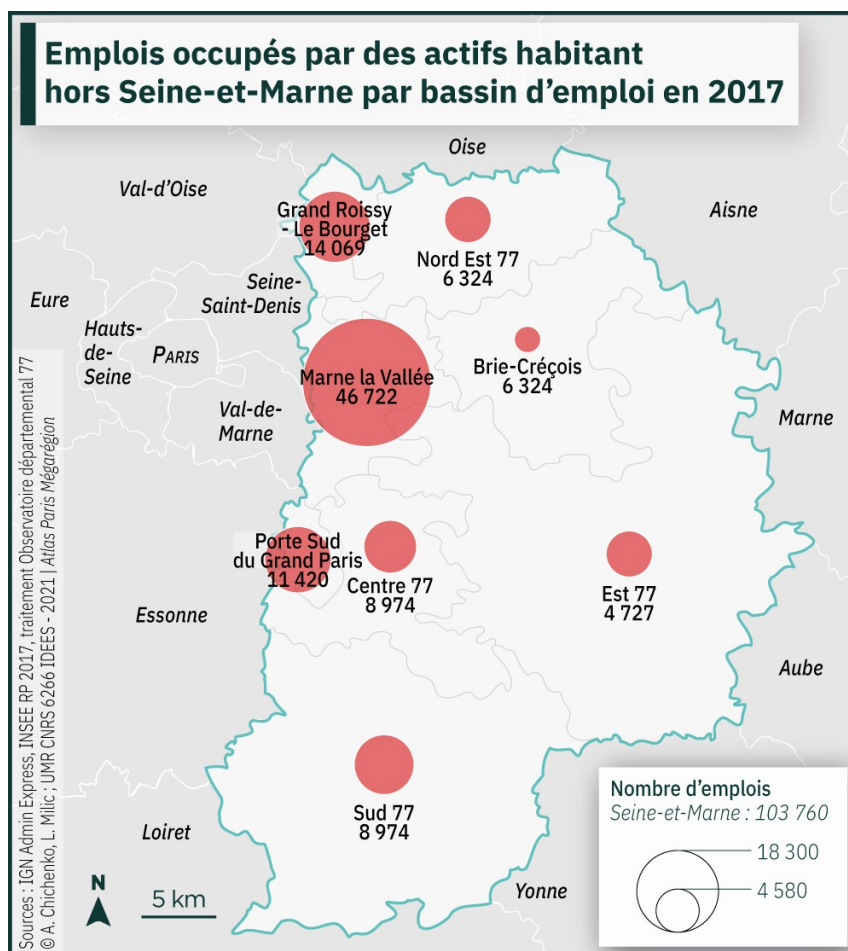 Emplois occupés par des actifs habitant
hors Seine-et-Marne par bassin d'emploi en 2017
Oise
Val-d'Oise
Aisne
Grand Roissy
- Le Bourget
14 069
Nord Est 77
6 324
Seine-
Saint-Denis
Eure
Hauts-
de-
Seine
PARIS
Marne la Vallée
46 722
Brie-Créçois
6 324
Val-de-
Marne
Marne
Porte Sud
du Grand Paris
11 420
Centre 77
8 974
Est 77
4 727
Essonne
Aube
Sud 77
8 974
Loiret
Yonne
N
5 km
Nombre d'emplois
Seine-et-Marne : 103 760
18 300
4 580
Sources : IGN Admin Express, INSEE RP 2017, traitement Observatoire départemental 77
© A. Chichenko, L. Milic ; UMR CNRS 6266 IDEES - 2021 | Atlas Paris Mégarégion